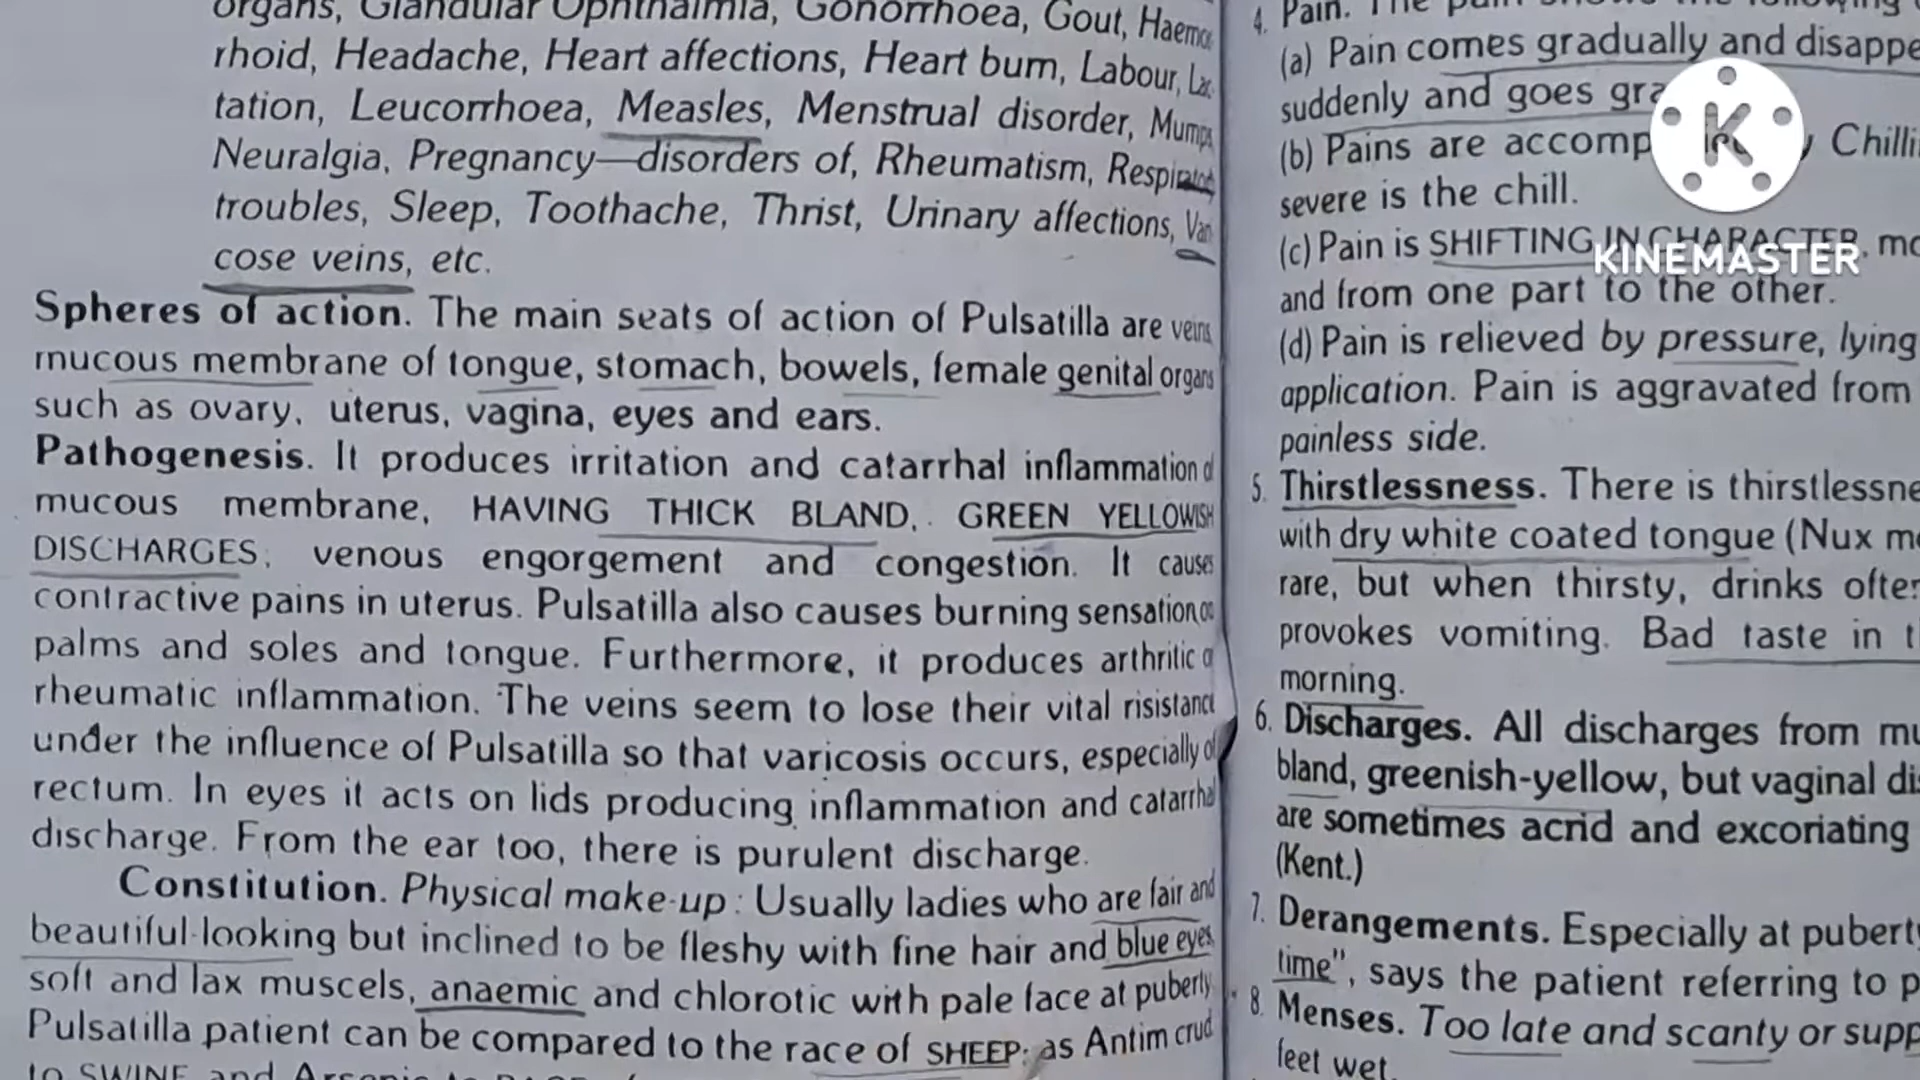 organs, Glandular Ophthalmia, Gonorrhoea, Gout, Haemo
rhoid, Headache, Heart affections, Heart burn, Labour, Lac
tation, Leucorrhoea, Measles, Menstrual disorder, Mumps
Neuralgia, Pregnancy—disorders of, Rheumatism, Respiratory
troubles, Sleep, Toothache, Thrist, Urinary affections, Vari
cose veins, etc.
Spheres of action. The main seats of action of Pulsatilla are veins
mucous membrane of tongue, stomach, bowels, female genital organs
such as ovary, uterus, vagina, eyes and ears.
Pathogenesis. It produces irritation and catarrhal inflammation of
mucous membrane, HAVING THICK BLAND, GREEN YELLOWISH
DISCHARGES; venous engorgement and congestion. It causes
contractive pains in uterus. Pulsatilla also causes burning sensation
palms and soles and tongue. Furthermore, it produces arthritic
rheumatic inflammation. The veins seem to lose their vital risistance
under the influence of Pulsatilla so that varicosis occurs, especially of
rectum. In eyes it acts on lids producing inflammation and catarrhal
discharge. From the ear too, there is purulent discharge.
Constitution. Physical make-up : Usually ladies who are fair and
beautiful-looking but inclined to be fleshy with fine hair and blue eyes,
soft and lax muscels, anaemic and chlorotic with pale face at puberty.
Pulsatilla patient can be compared to the race of SHEEP; as Antim crud
to SWINE and
4. Pain. The pain
(a) Pain comes gradually and disappe
suddenly and goes gra
(b) Pains are accomp Chilli
severe is the chill.
(c) Pain is SHIFTING IN CHARACTER, mo
and from one part to the other.
(d) Pain is relieved by pressure, lying
application. Pain is aggravated from
painless side.
5. Thirstlessness. There is thirstlessne
with dry white coated tongue (Nux mo
rare, but when thirsty, drinks often
provokes vomiting. Bad taste in t
morning.
6. Discharges. All discharges from mu
bland, greenish-yellow, but vaginal dis
are sometimes acrid and excoriating
(Kent.)
7. Derangements. Especially at puberty
time", says the patient referring to p
8. Menses. Too late and scanty or supp
feet wet.
K
KINEMASTER